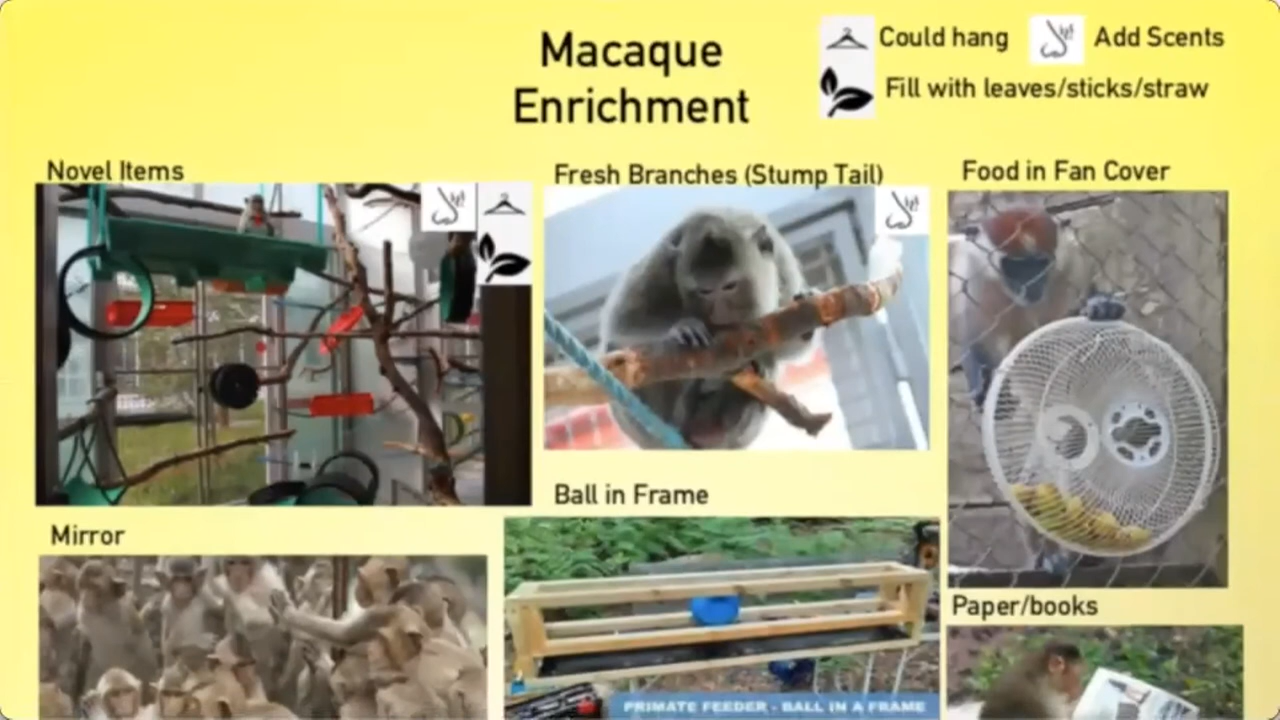 Macaque
Enrichment
Could hang
Add Scents
Fill with leaves/sticks/straw
Novel Items
Fresh Branches (Stump Tail)
Food in Fan Cover
Ball in Frame
Mirror
Paper/books
PRIMATE FEEDER - BALL IN A FRAME